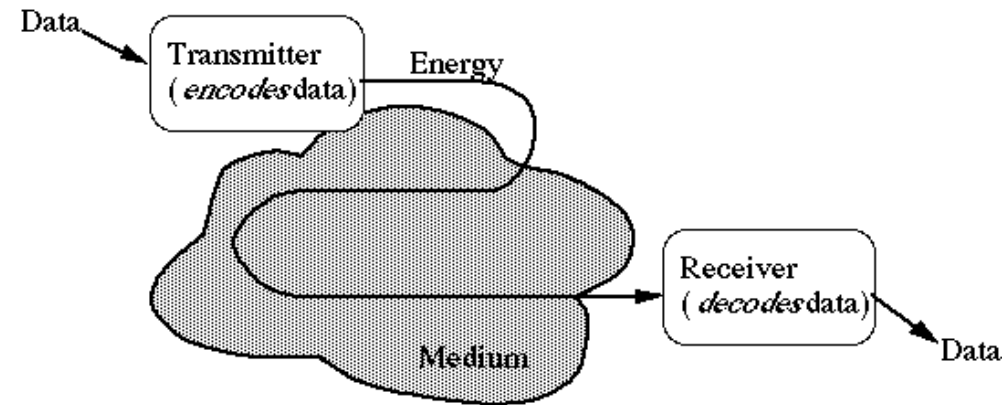 Data
Transmitter
(encodes data)
Energy
Receiver
(decodes data)
Medium
Data